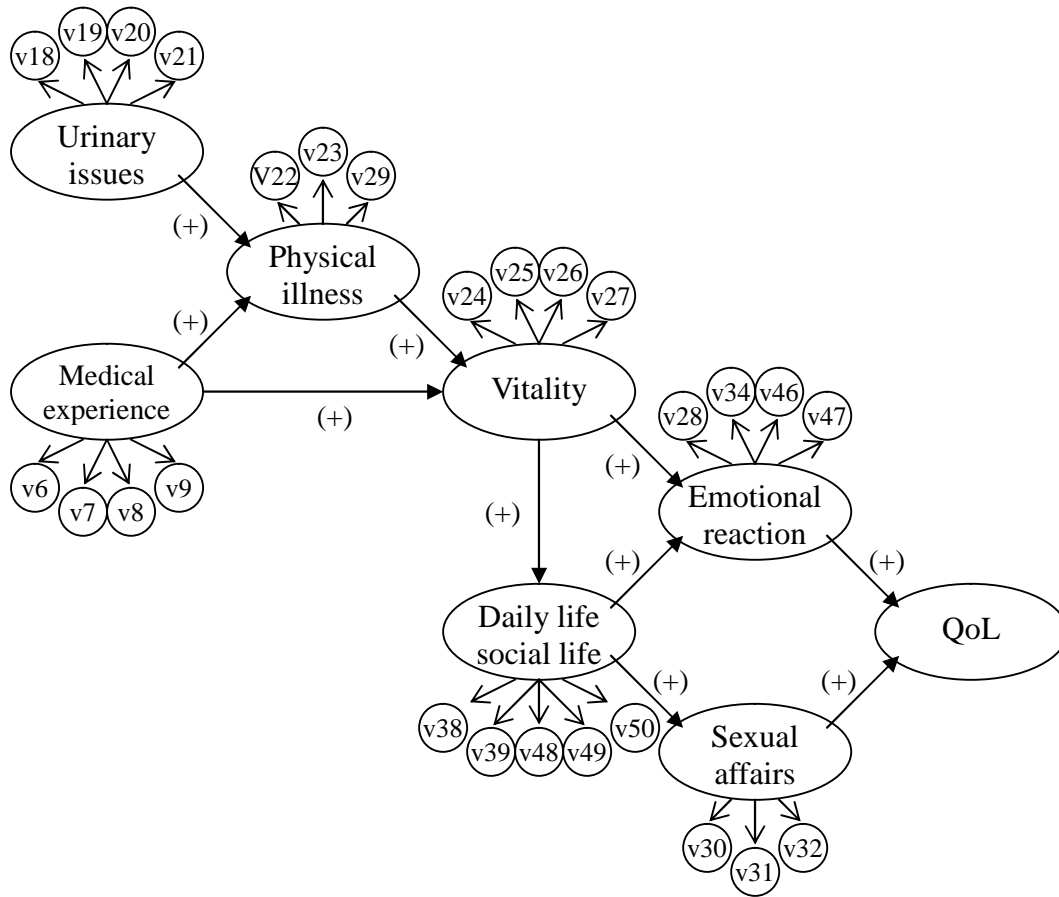 v18
v19
v20
v21
Urinary
issues
V22
v23
v29
(+)
Physical
illness
(+)
v24
v25
v26
v27
(+)
Medical
experience
(+)
Vitality
v6
v7
v8
v9
v28
v34
v46
v47
(+)
(+)
Emotional
reaction
(+)
(+)
Daily life
social life
QoL
(+)
(+)
v38
v39
v48
v49
v50
Sexual
affairs
v30
v31
v32